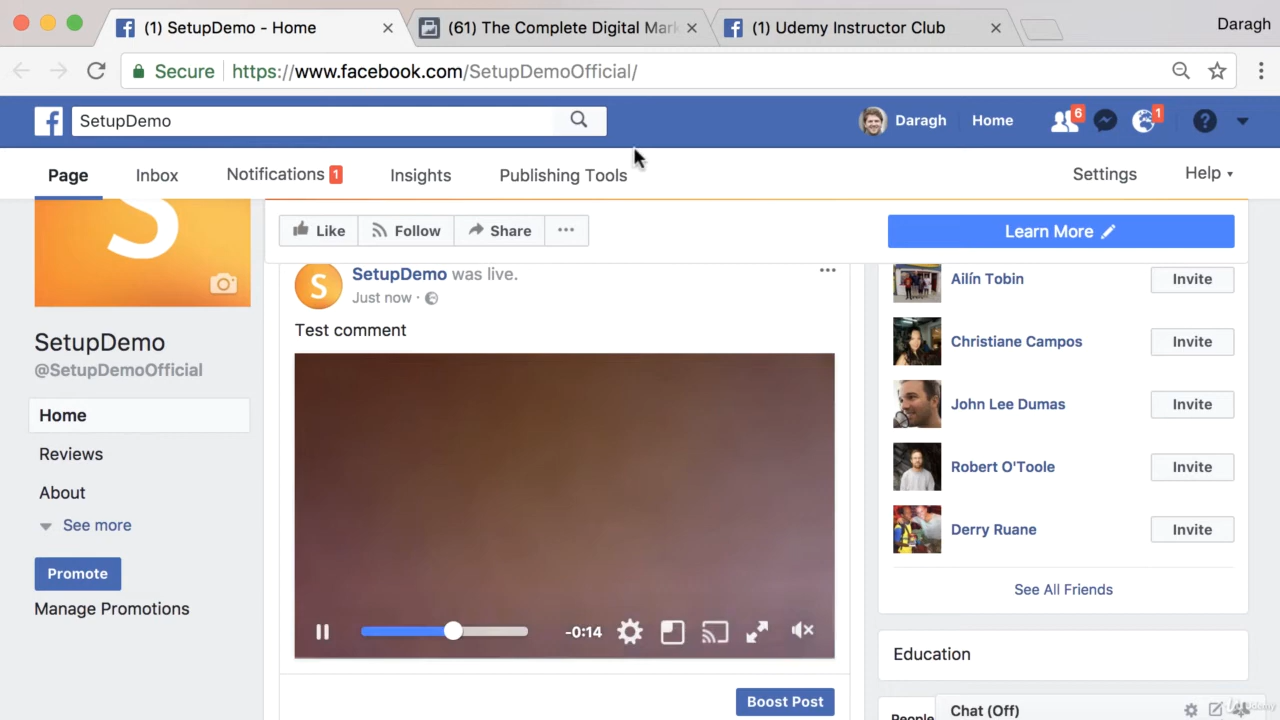 (1) SetupDemo - Home
(61) The Complete Digital Mark
(1) Udemy Instructor Club
Daragh
Secure
https://www.facebook.com/SetupDemoOfficial/
SetupDemo
Daragh
Home
6
1
Page
Inbox
Notifications 1
Insights
Publishing Tools
Settings
Help
S
Like
Follow
Share
Learn More
SetupDemo
@SetupDemoOfficial
Home
Reviews
About
See more
Promote
Manage Promotions
S
SetupDemo was live.
Just now ·
Test comment
-0:14
Boost Post
Ailín Tobin
Invite
Christiane Campos
Invite
John Lee Dumas
Invite
Robert O'Toole
Invite
Derry Ruane
Invite
See All Friends
Education
People
Chat (Off)